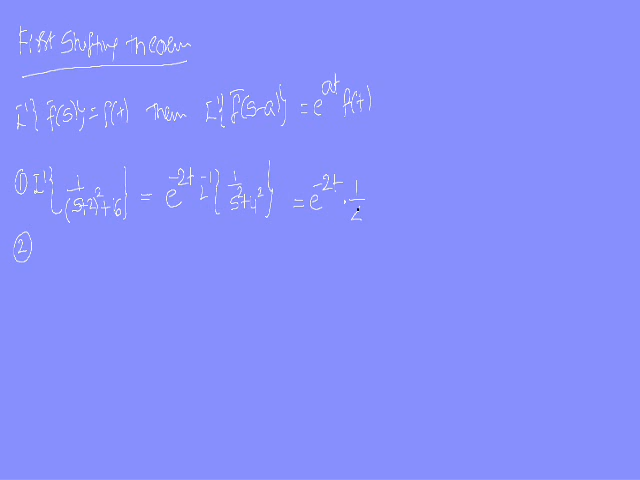 First Shifting Theorem
L⁻¹{f̄(s)} = f(t) then L⁻¹{f̄(s-a)} = e^{at} f(t)
① L⁻¹{1/((s+2)²+16)} = e^{-2t} L⁻¹{1/(s²+4²)} = e^{-2t} · 1/4
②